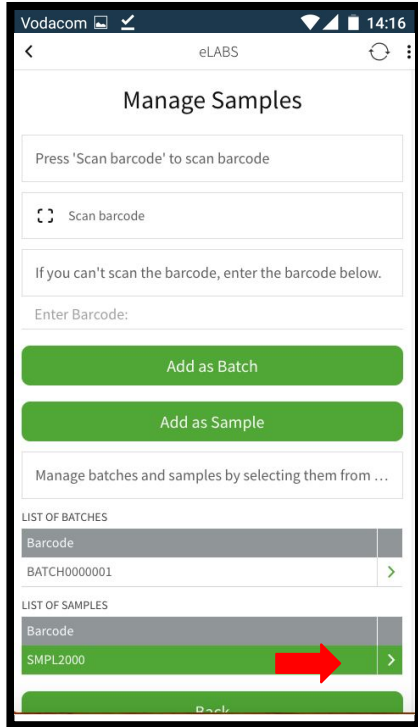 Vodacom 14:16
eLABS
Manage Samples
Press 'Scan barcode' to scan barcode
Scan barcode
If you can't scan the barcode, enter the barcode below.
Enter Barcode:
Add as Batch
Add as Sample
Manage batches and samples by selecting them from ...
LIST OF BATCHES
Barcode
BATCH0000001
LIST OF SAMPLES
Barcode
SMPL2000
Back